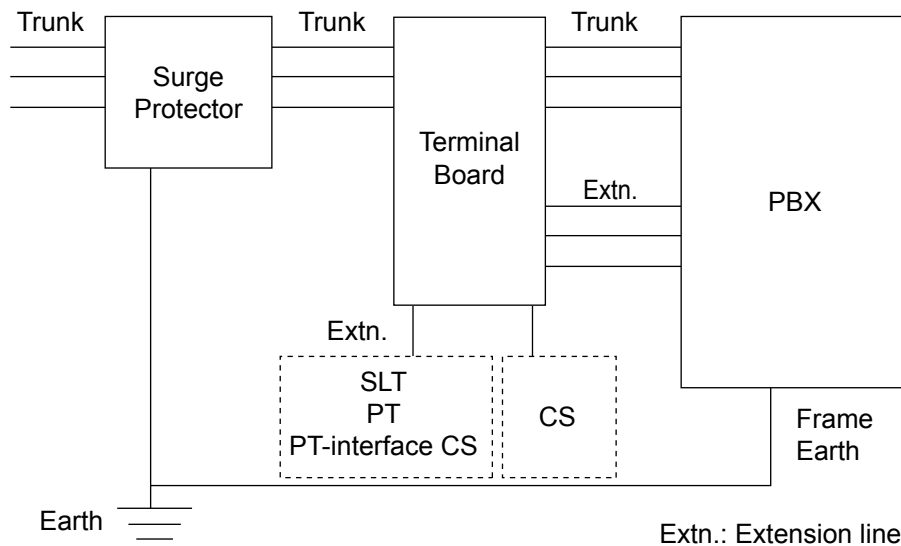 Trunk
Trunk
Trunk
Surge
Protector
Terminal
Board
Extn.
PBX
Extn.
SLT
PT
PT-interface CS
CS
Frame
Earth
Earth
Extn.: Extension line